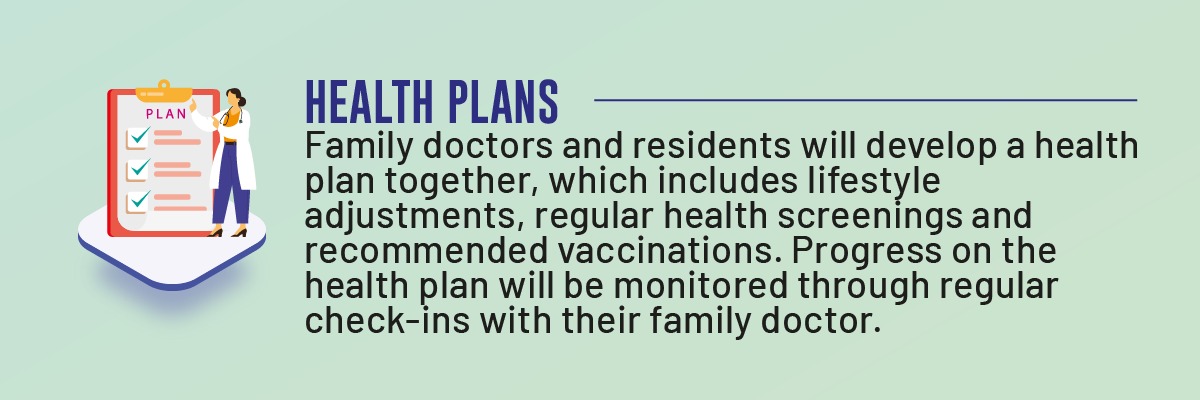 PLAN
HEALTH PLANS
Family doctors and residents will develop a health
plan together, which includes lifestyle
adjustments, regular health screenings and
recommended vaccinations. Progress on the
health plan will be monitored through regular
check-ins with their family doctor.